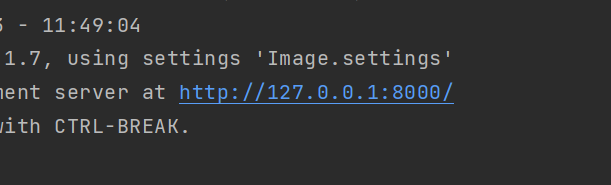 - 11:49:04
1.7, using settings 'Image.settings'
ment server at http://127.0.0.1:8000/
with CTRL-BREAK.